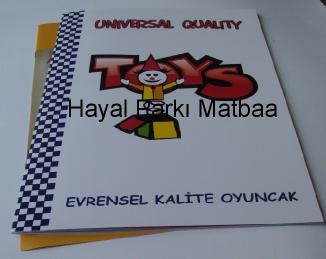 UNIVERSAL QUALITY
TOYS
Hayal Parkı Matbaa
EVRENSEL KALİTE OYUNCAK